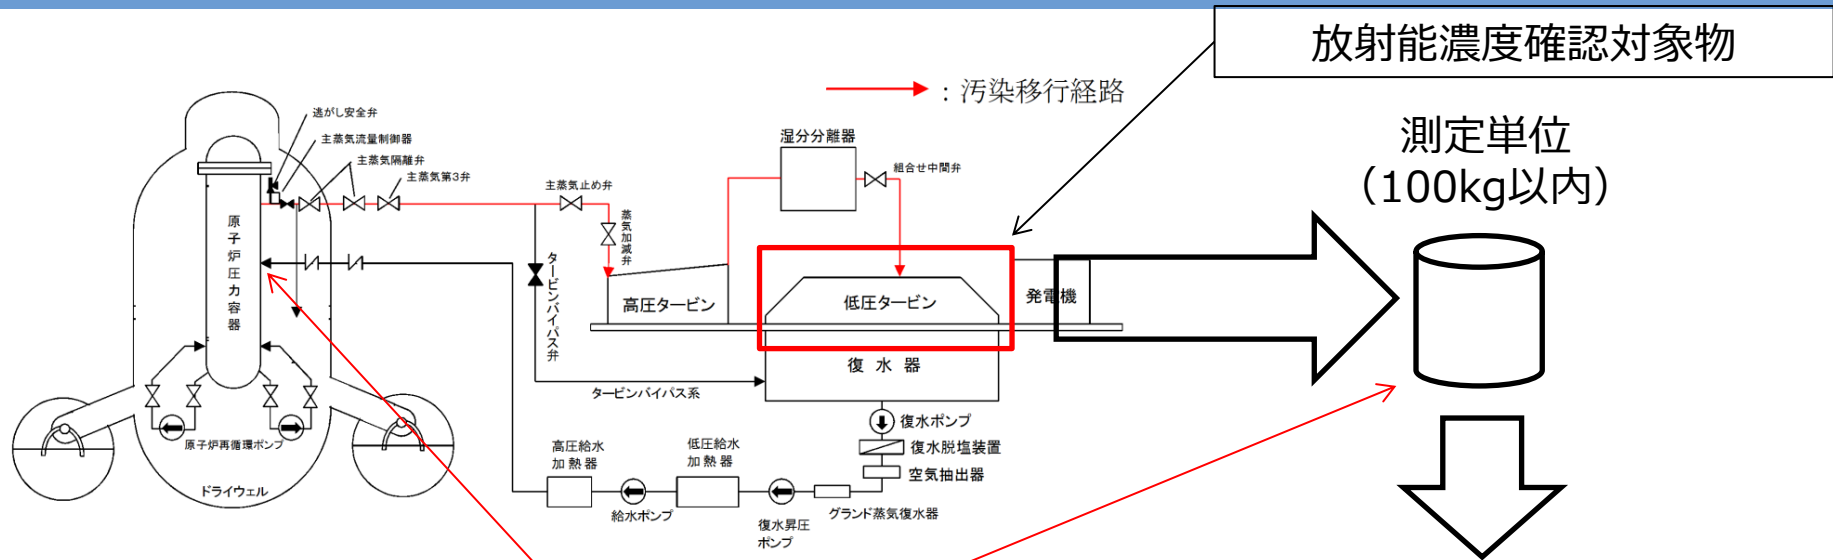 放射能濃度確認対象物
：汚染移行経路
測定単位
（100kg以内）
逃がし安全弁
主蒸気流量制御器
主蒸気隔離弁
主蒸気第3弁
主蒸気止め弁
蒸気加減弁
湿分分離器
組合せ中間弁
原子炉圧力容器
タービンバイパス弁
高圧タービン
低圧タービン
発電機
復水器
タービンバイパス系
原子炉再循環ポンプ
ドライウェル
復水ポンプ
復水脱塩装置
空気抽出器
グランド蒸気復水器
復水昇圧
ポンプ
低圧給水
加熱器
給水ポンプ
高圧給水
加熱器